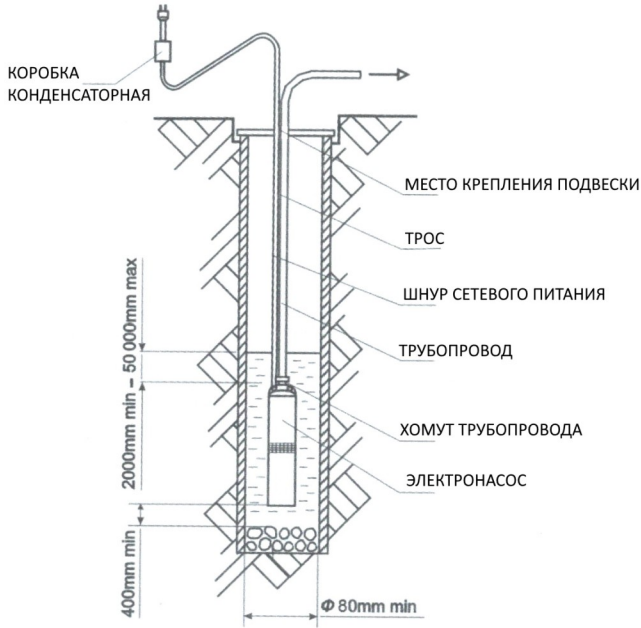 КОРОБКА
КОНДЕНСАТОРНАЯ
МЕСТО КРЕПЛЕНИЯ ПОДВЕСКИ
ТРОС
ШНУР СЕТЕВОГО ПИТАНИЯ
ТРУБОПРОВОД
ХОМУТ ТРУБОПРОВОДА
ЭЛЕКТРОНАСОС
2000mm min – 50 000mm max
400mm min
Ф 80mm min